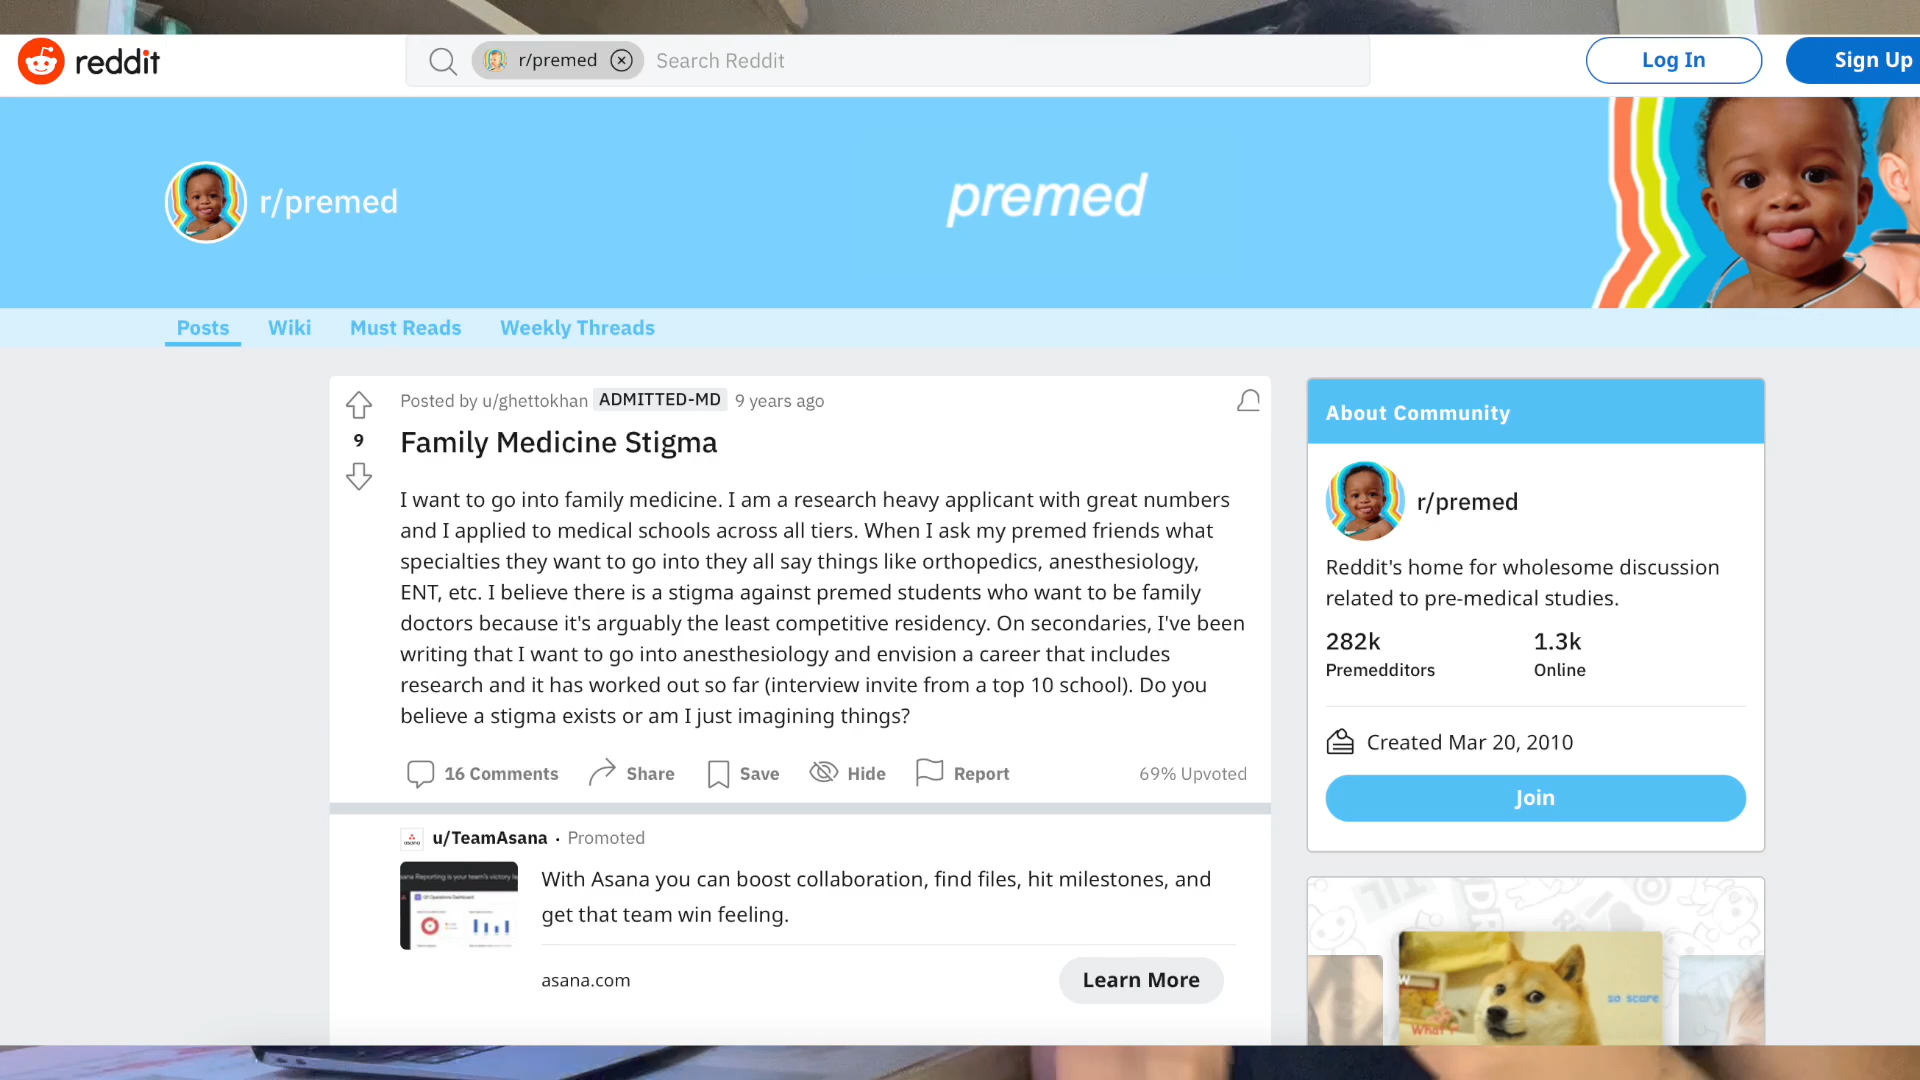 reddit
r/premed
Search Reddit
Log In
Sign Up
r/premed
premed
Posts
Wiki
Must Reads
Weekly Threads
Posted by u/ghettokhan ADMITTED-MD 9 years ago
9
Family Medicine Stigma
I want to go into family medicine. I am a research heavy applicant with great numbers
and I applied to medical schools across all tiers. When I ask my premed friends what
specialties they want to go into they all say things like orthopedics, anesthesiology,
ENT, etc. I believe there is a stigma against premed students who want to be family
doctors because it's arguably the least competitive residency. On secondaries, I've been
writing that I want to go into anesthesiology and envision a career that includes
research and it has worked out so far (interview invite from a top 10 school). Do you
believe a stigma exists or am I just imagining things?
16 Comments
Share
Save
Hide
Report
69% Upvoted
u/TeamAsana · Promoted
With Asana you can boost collaboration, find files, hit milestones, and
get that team win feeling.
asana.com
Learn More
About Community
r/premed
Reddit's home for wholesome discussion
related to pre-medical studies.
282k
Premedditors
1.3k
Online
Created Mar 20, 2010
Join
so scare
What